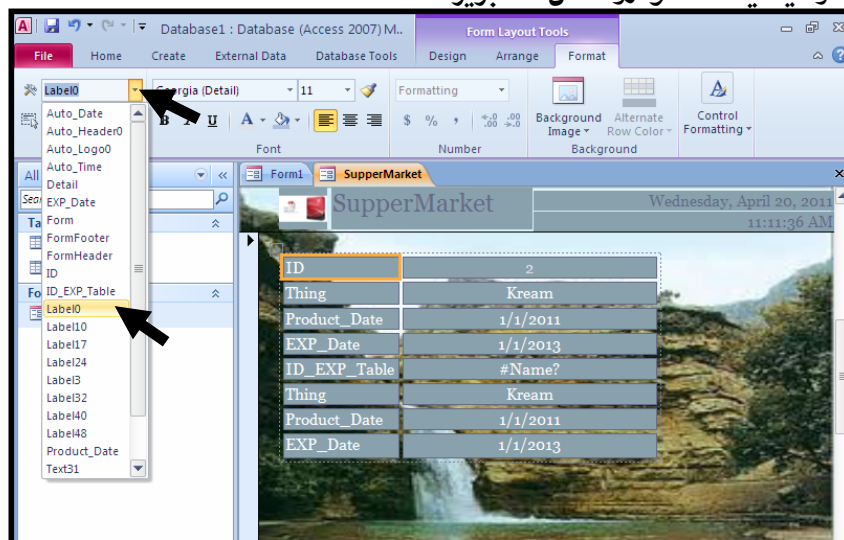 Database1 : Database (Access 2007) M..
Form Layout Tools
File Home Create External Data Database Tools Design Arrange Format
Label0
Georgia (Detail) 11
Formatting
B U A
$ % ,
Background Image
Alternate Row Color
Control Formatting
Font Number Background
Auto_Date
Auto_Header0
Auto_Logo0
Auto_Time
Detail
EXP_Date
Form
FormFooter
FormHeader
ID
ID_EXP_Table
Label0
Label10
Label17
Label24
Label3
Label32
Label40
Label48
Product_Date
Text31
All
Form1 SupperMarket
SupperMarket
Wednesday, April 20, 2011
11:11:36 AM
ID 2
Thing Kream
Product_Date 1/1/2011
EXP_Date 1/1/2013
ID_EXP_Table #Name?
Thing Kream
Product_Date 1/1/2011
EXP_Date 1/1/2013